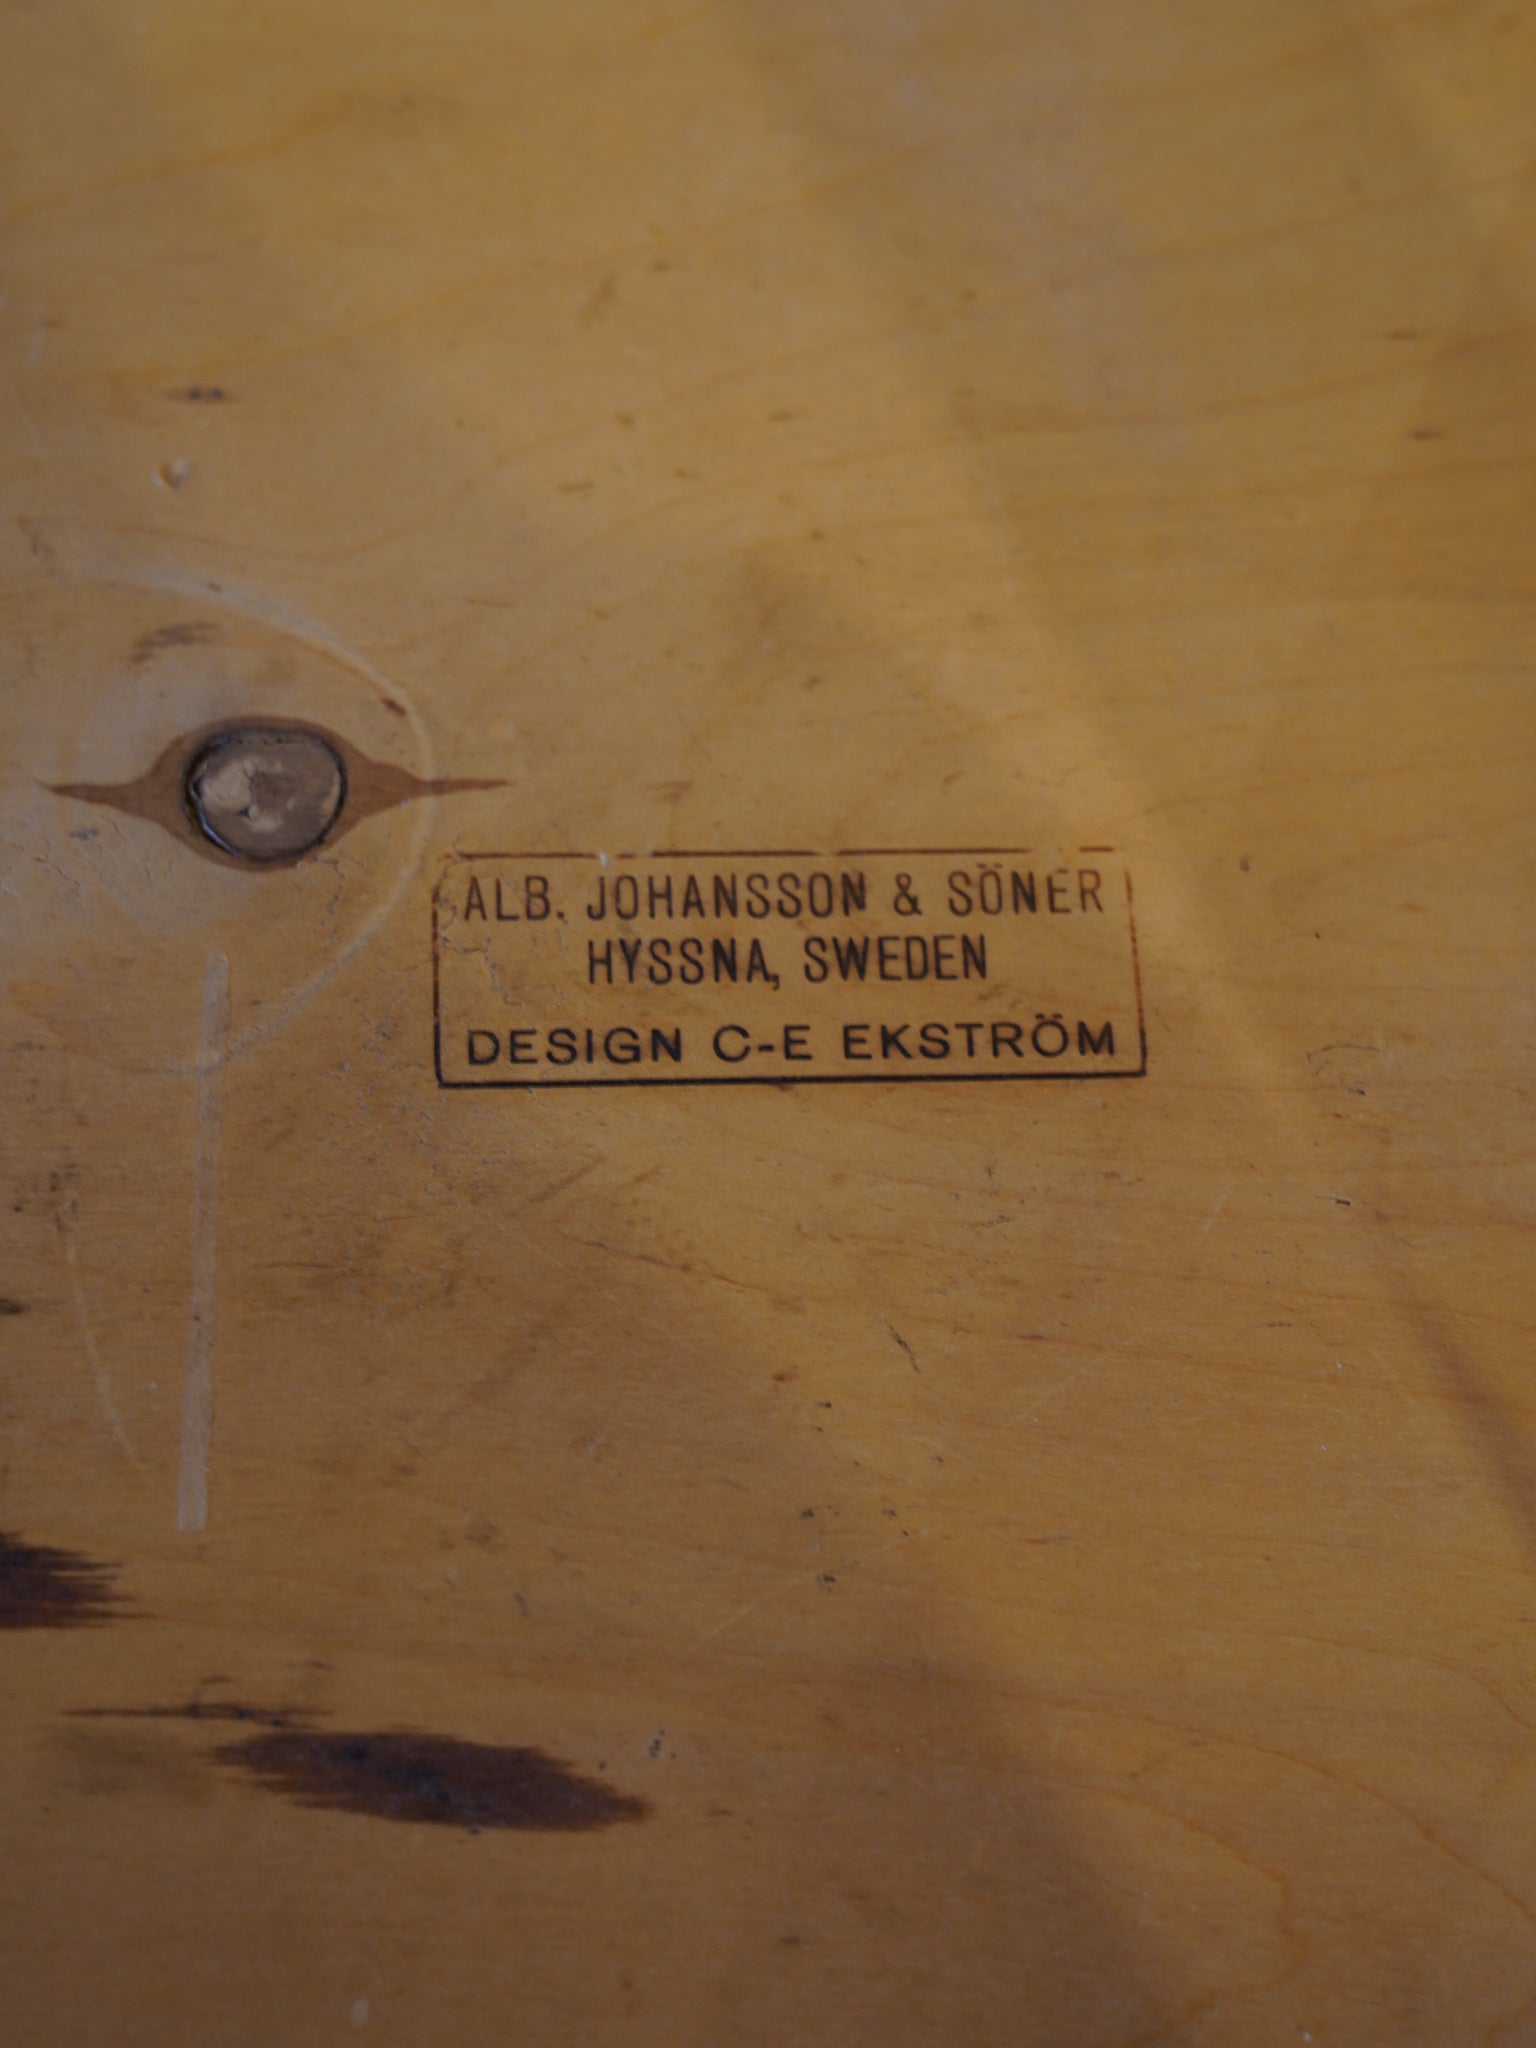 ALB. JOHANSSON & SÖNER
HYSSNA, SWEDEN
DESIGN C-E EKSTRÖM